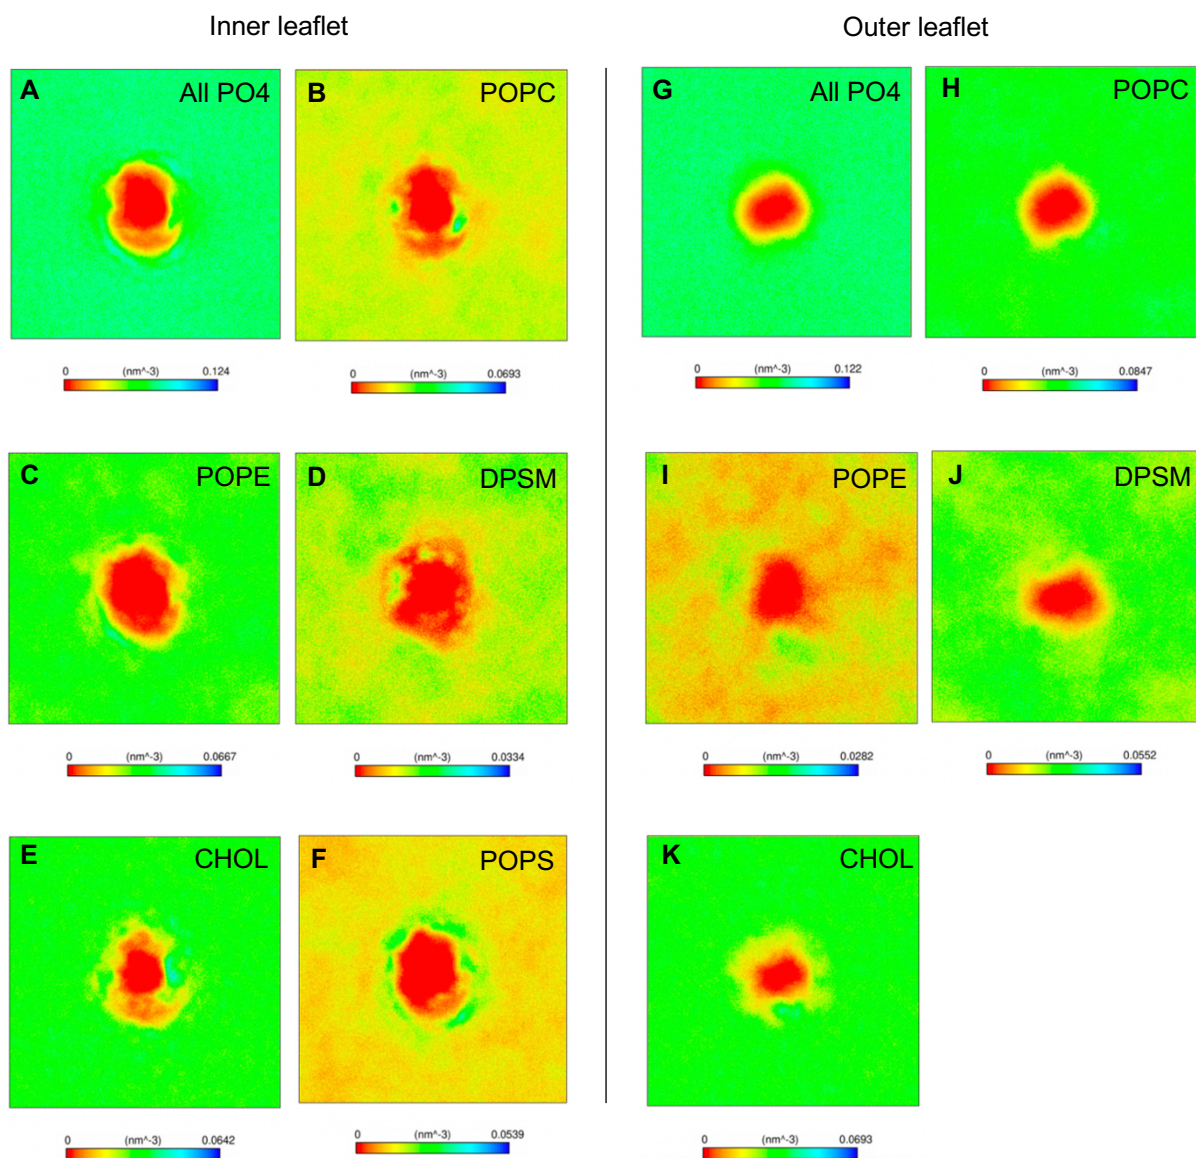 Inner leaflet
Outer leaflet
A All PO4
B POPC
G All PO4
H POPC
0 (nm^-3) 0.124
0 (nm^-3) 0.0693
0 (nm^-3) 0.122
0 (nm^-3) 0.0847
C POPE
D DPSM
I POPE
J DPSM
0 (nm^-3) 0.0667
0 (nm^-3) 0.0334
0 (nm^-3) 0.0282
0 (nm^-3) 0.0552
E CHOL
F POPS
K CHOL
0 (nm^-3) 0.0642
0 (nm^-3) 0.0539
0 (nm^-3) 0.0693